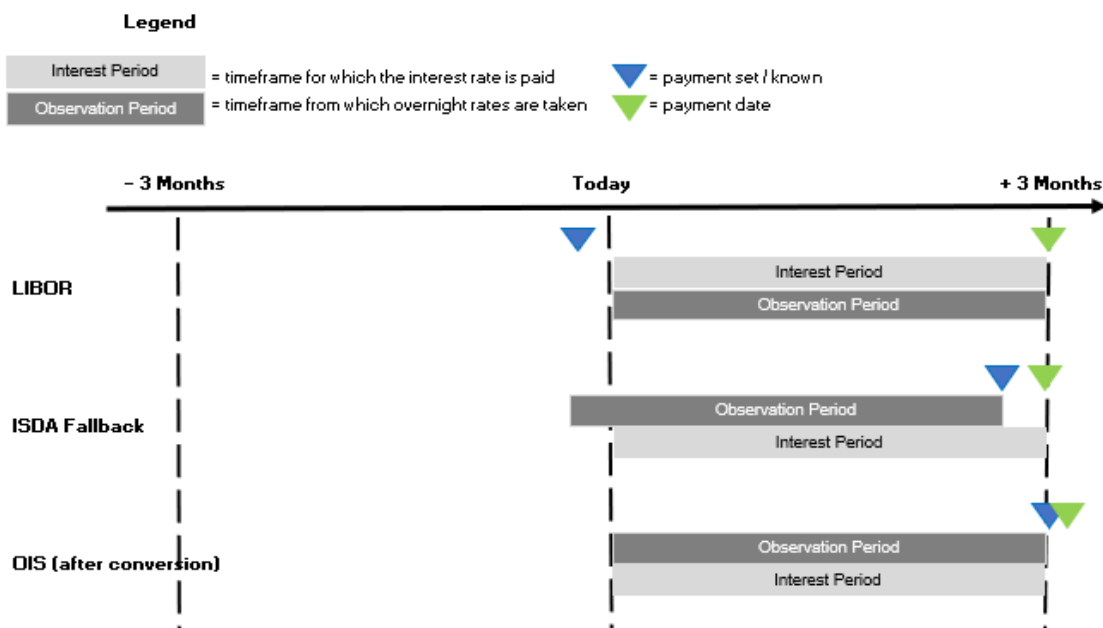 Legend
Interest Period = timeframe for which the interest rate is paid = payment set / known
Observation Period = timeframe from which overnight rates are taken = payment date
- 3 Months Today + 3 Months
LIBOR
Interest Period
Observation Period
ISDA Fallback
Observation Period
Interest Period
OIS (after conversion)
Observation Period
Interest Period